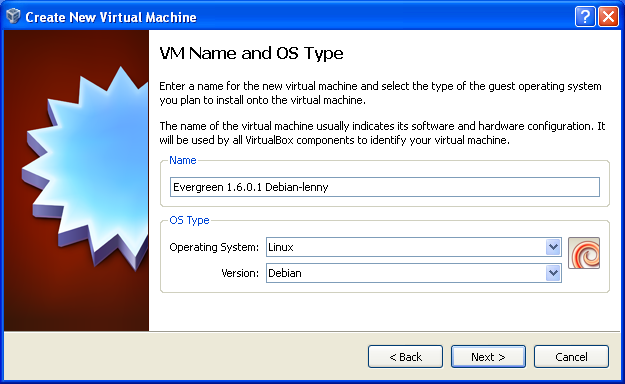 Create New Virtual Machine
VM Name and OS Type
Enter a name for the new virtual machine and select the type of the guest operating system
you plan to install onto the virtual machine.
The name of the virtual machine usually indicates its software and hardware configuration. It
will be used by all VirtualBox components to identify your virtual machine.
Name
Evergreen 1.6.0.1 Debian-lenny
OS Type
Operating System: Linux
Version: Debian
< Back Next > Cancel